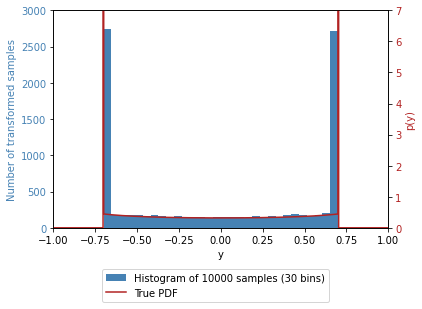 3000
2500
2000
1500
1000
500
0
Number of transformed samples
7
6
5
4
3
2
1
0
p(y)
−1.00 −0.75 −0.50 −0.25 0.00 0.25 0.50 0.75 1.00
y
Histogram of 10000 samples (30 bins)
True PDF